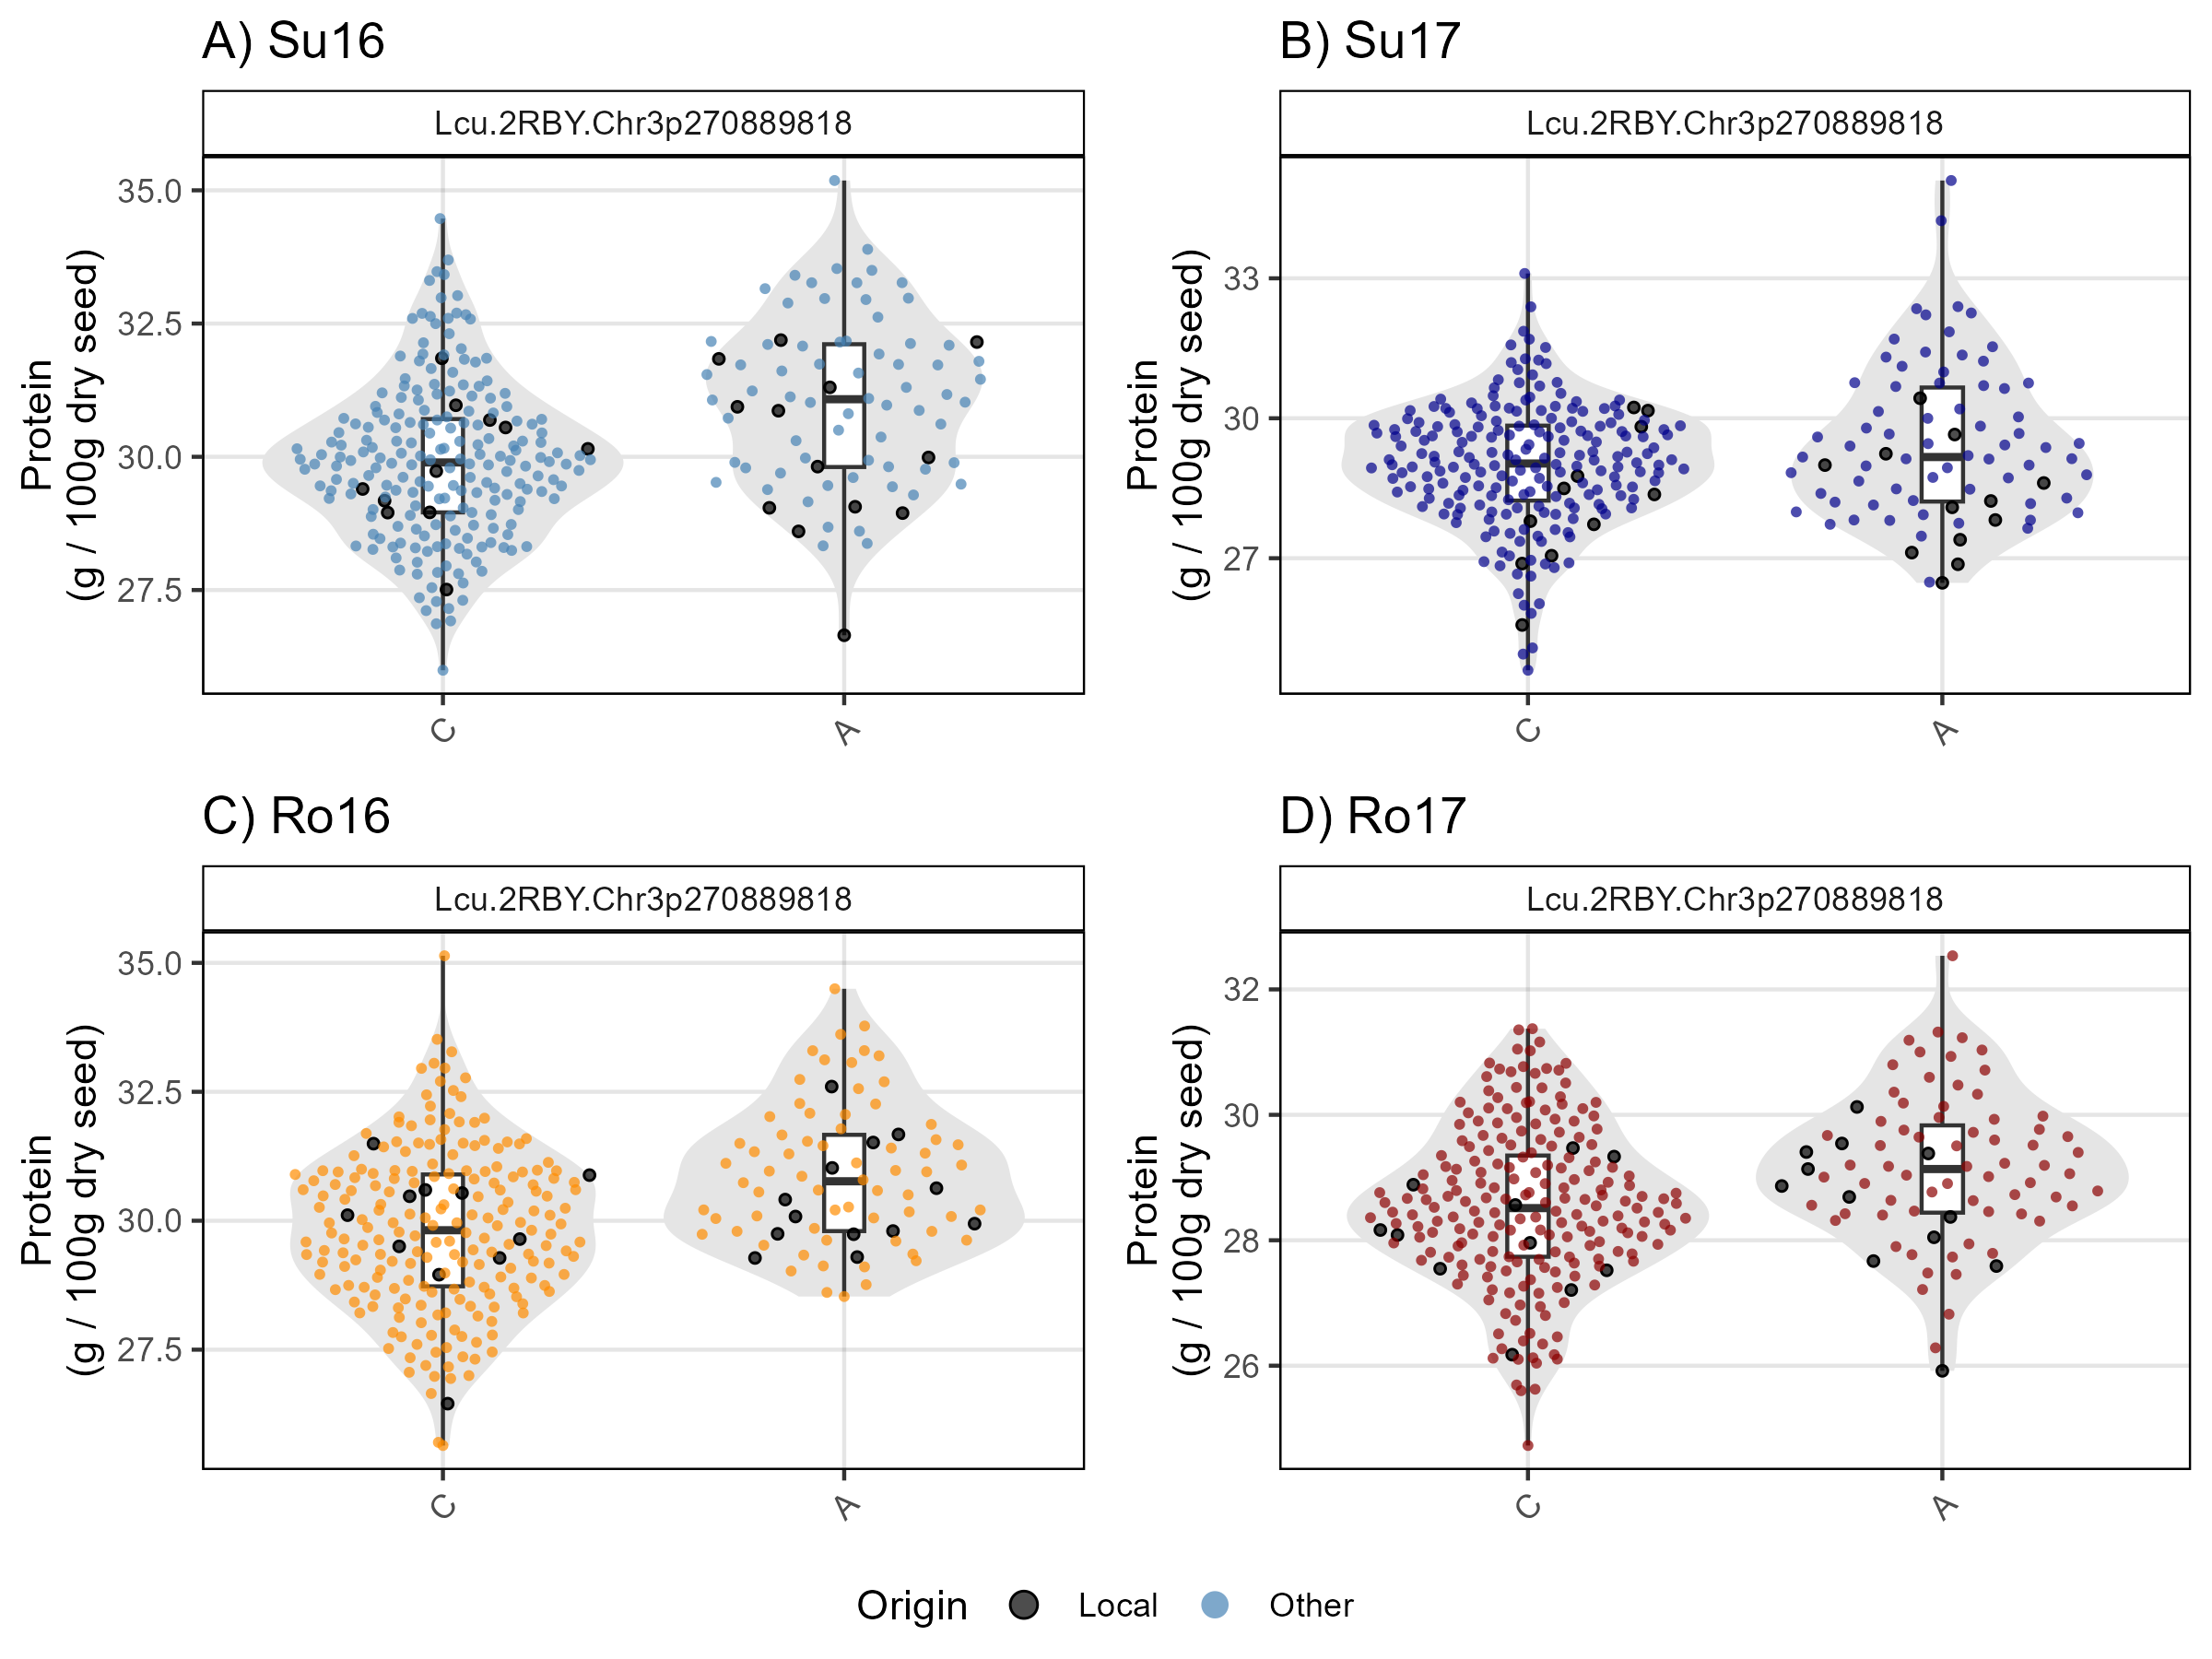 A) Su16
Lcu.2RBY.Chr3p270889818
Protein
(g / 100g dry seed)
35.0
32.5
30.0
27.5
C
A
B) Su17
Lcu.2RBY.Chr3p270889818
Protein
(g / 100g dry seed)
33
30
27
C
A
C) Ro16
Lcu.2RBY.Chr3p270889818
Protein
(g / 100g dry seed)
35.0
32.5
30.0
27.5
C
A
D) Ro17
Lcu.2RBY.Chr3p270889818
Protein
(g / 100g dry seed)
32
30
28
26
C
A
Origin Local Other